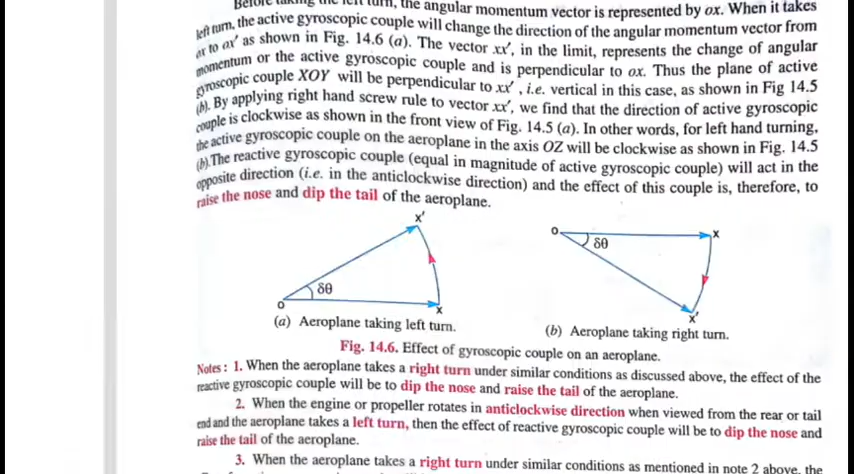 Before taking the left turn, the angular momentum vector is represented by ox. When it takes
left turn, the active gyroscopic couple will change the direction of the angular momentum vector from
ox to ox′ as shown in Fig. 14.6 (a). The vector xx′, in the limit, represents the change of angular
momentum or the active gyroscopic couple and is perpendicular to ox. Thus the plane of active
gyroscopic couple XOY will be perpendicular to xx′ , i.e. vertical in this case, as shown in Fig 14.5
(b). By applying right hand screw rule to vector xx′, we find that the direction of active gyroscopic
couple is clockwise as shown in the front view of Fig. 14.5 (a). In other words, for left hand turning,
the active gyroscopic couple on the aeroplane in the axis OZ will be clockwise as shown in Fig. 14.5
(b).The reactive gyroscopic couple (equal in magnitude of active gyroscopic couple) will act in the
opposite direction (i.e. in the anticlockwise direction) and the effect of this couple is, therefore, to
raise the nose and dip the tail of the aeroplane.
x′
δθ
o
x
(a) Aeroplane taking left turn.
o
x
δθ
x′
(b) Aeroplane taking right turn.
Fig. 14.6. Effect of gyroscopic couple on an aeroplane.
Notes : 1. When the aeroplane takes a right turn under similar conditions as discussed above, the effect of the
reactive gyroscopic couple will be to dip the nose and raise the tail of the aeroplane.
2. When the engine or propeller rotates in anticlockwise direction when viewed from the rear or tail
end and the aeroplane takes a left turn, then the effect of reactive gyroscopic couple will be to dip the nose and
raise the tail of the aeroplane.
3. When the aeroplane takes a right turn under similar conditions as mentioned in note 2 above, the